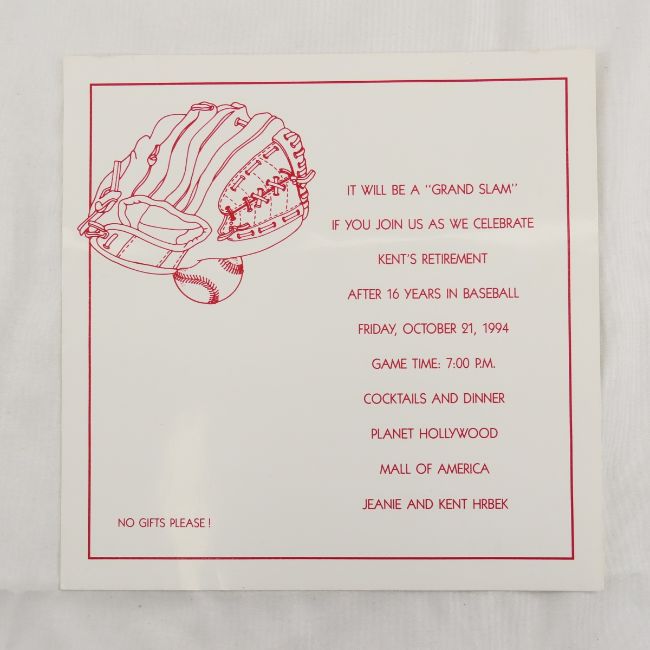 IT WILL BE A "GRAND SLAM"
IF YOU JOIN US AS WE CELEBRATE
KENT'S RETIREMENT
AFTER 16 YEARS IN BASEBALL
FRIDAY, OCTOBER 21, 1994
GAME TIME: 7:00 P.M.
COCKTAILS AND DINNER
PLANET HOLLYWOOD
MALL OF AMERICA
JEANIE AND KENT HRBEK
NO GIFTS PLEASE!